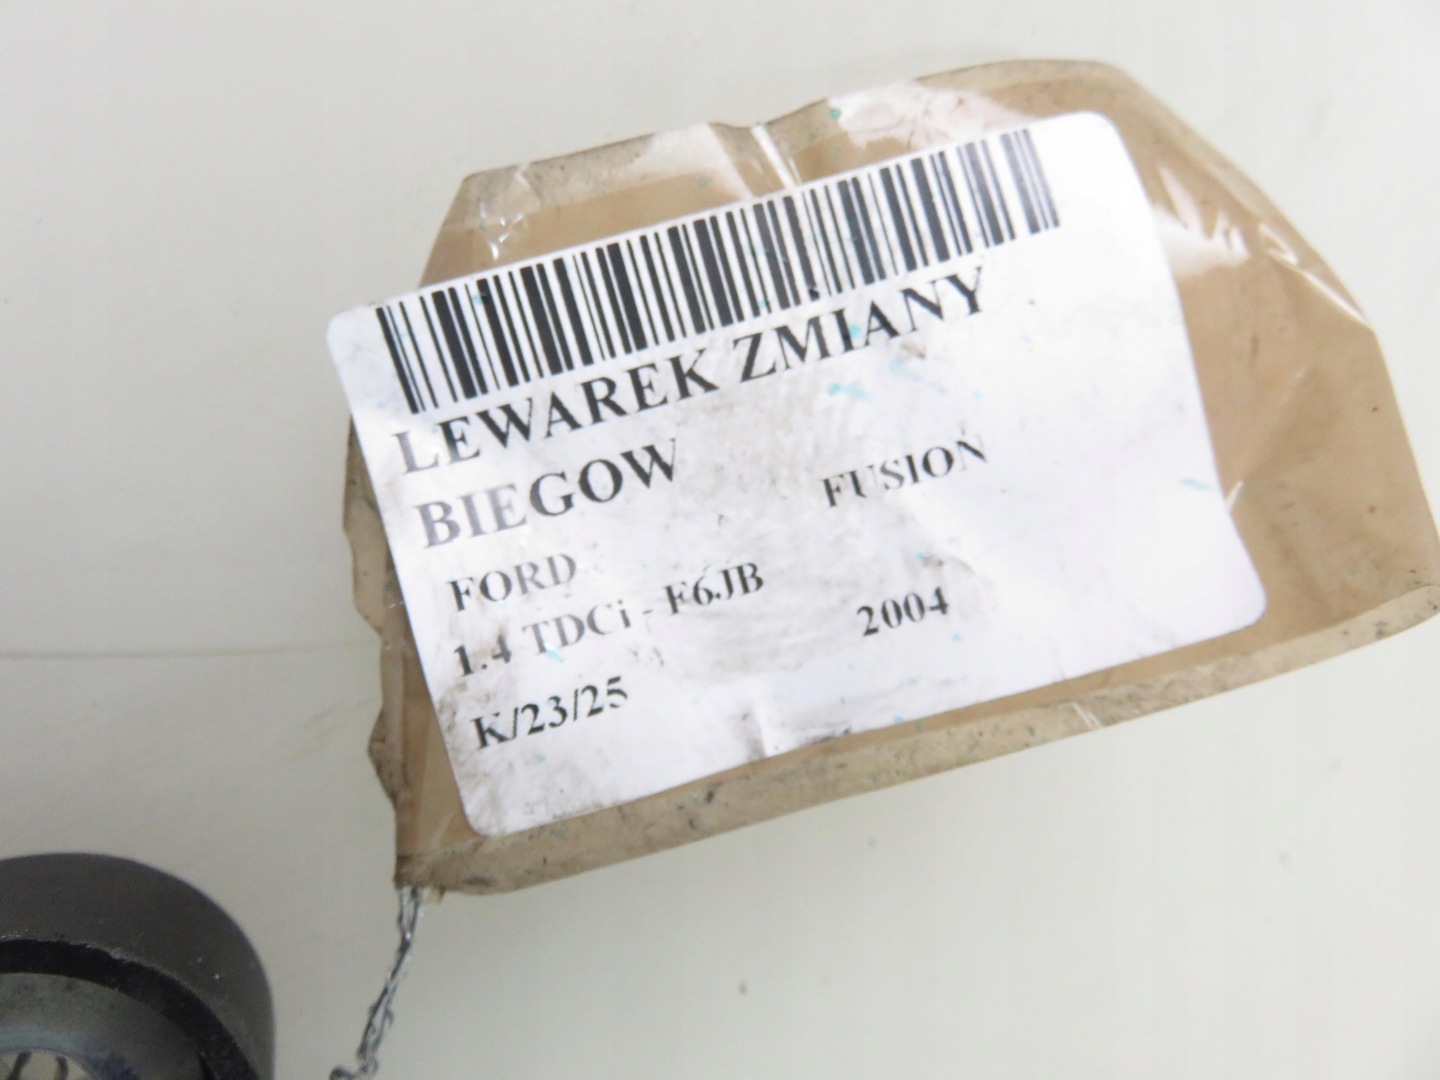 LEWAREK ZMIANY
BIEGOW
FORD FUSION
1.4 TDCi - F6JB 2004
K/23/25